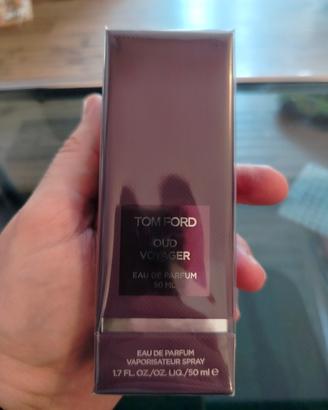 TOM FORD
OUD
VOYAGER
EAU DE PARFUM
50 ML
EAU DE PARFUM
VAPORISATEUR SPRAY
1.7 FL. OZ./OZ. LIQ./50 ml ℮